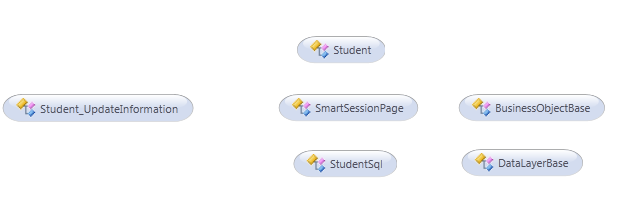 Student
Student_UpdateInformation
SmartSessionPage
BusinessObjectBase
StudentSql
DataLayerBase